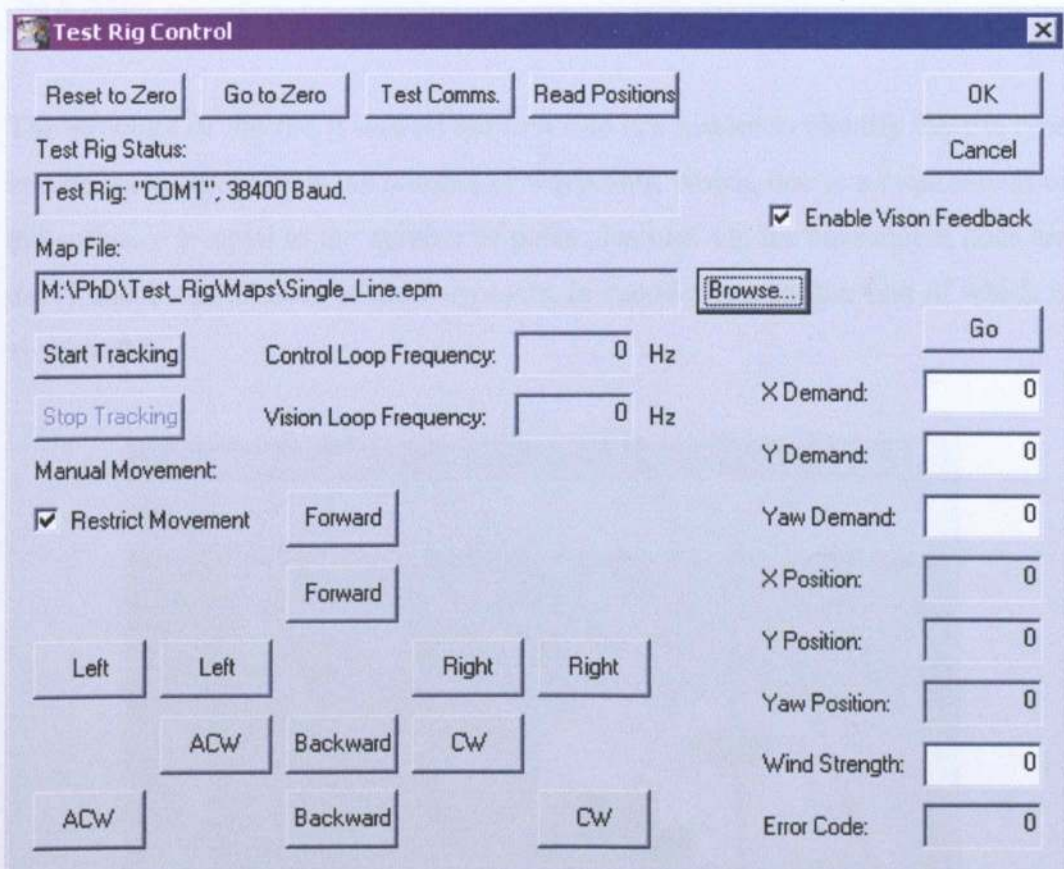 Test Rig Control
Reset to Zero Go to Zero Test Comms. Read Positions OK
Test Rig Status: Cancel
Test Rig: "COM1", 38400 Baud.
Enable Vison Feedback
Map File:
M:\PhD\Test_Rig\Maps\Single_Line.epm Browse...
Go
Start Tracking Control Loop Frequency: 0 Hz
X Demand: 0
Stop Tracking Vision Loop Frequency: 0 Hz
Y Demand: 0
Manual Movement:
Restrict Movement Forward Yaw Demand: 0
Forward X Position: 0
Y Position: 0
Left Left Right Right
Yaw Position: 0
ACW Backward CW Wind Strength: 0
ACW Backward CW Error Code: 0